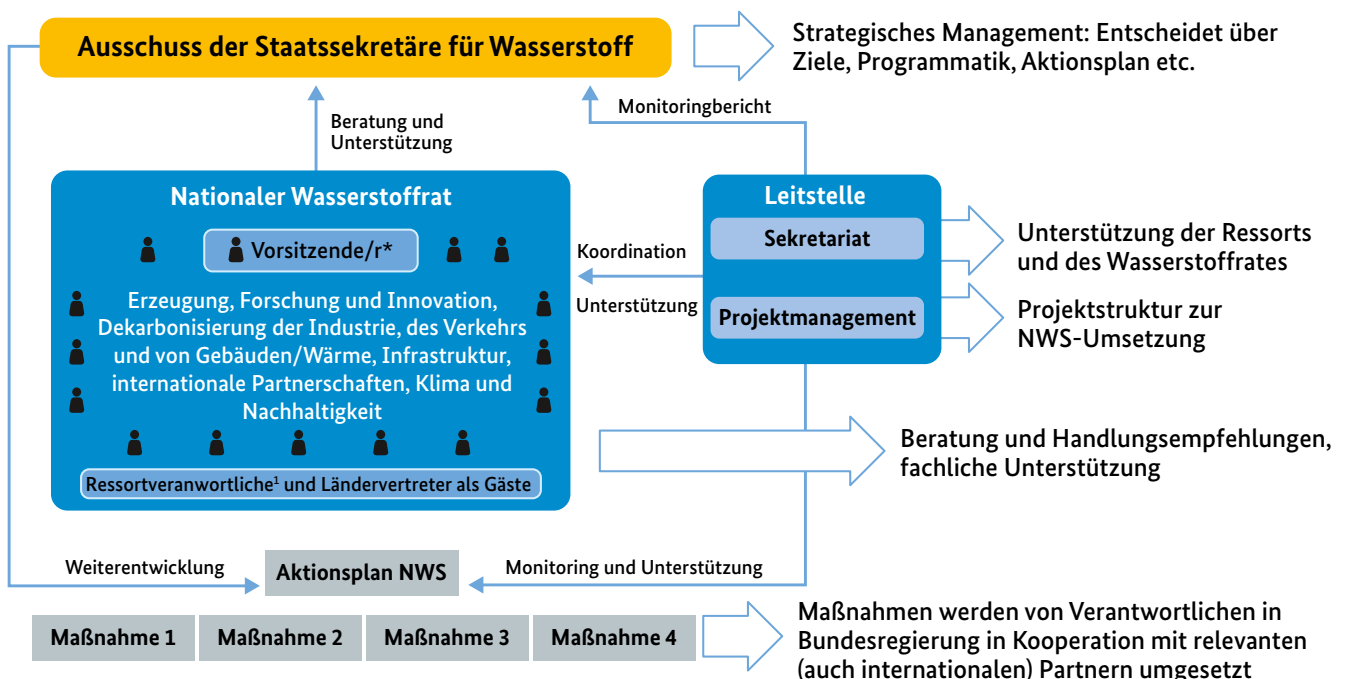 Ausschuss der Staatssekretäre für Wasserstoff
Strategisches Management: Entscheidet über
Ziele, Programmatik, Aktionsplan etc.
Beratung und
Unterstützung
Monitoringbericht
Nationaler Wasserstoffrat
Vorsitzende/r*
Erzeugung, Forschung und Innovation,
Dekarbonisierung der Industrie, des Verkehrs
und von Gebäuden/Wärme, Infrastruktur,
internationale Partnerschaften, Klima und
Nachhaltigkeit
Ressortveranwortliche¹ und Ländervertreter als Gäste
Koordination
Unterstützung
Leitstelle
Sekretariat
Projektmanagement
Unterstützung der Ressorts
und des Wasserstoffrates
Projektstruktur zur
NWS-Umsetzung
Beratung und Handlungsempfehlungen,
fachliche Unterstützung
Weiterentwicklung
Aktionsplan NWS
Monitoring und Unterstützung
Maßnahme 1
Maßnahme 2
Maßnahme 3
Maßnahme 4
Maßnahmen werden von Verantwortlichen in
Bundesregierung in Kooperation mit relevanten
(auch internationalen) Partnern umgesetzt